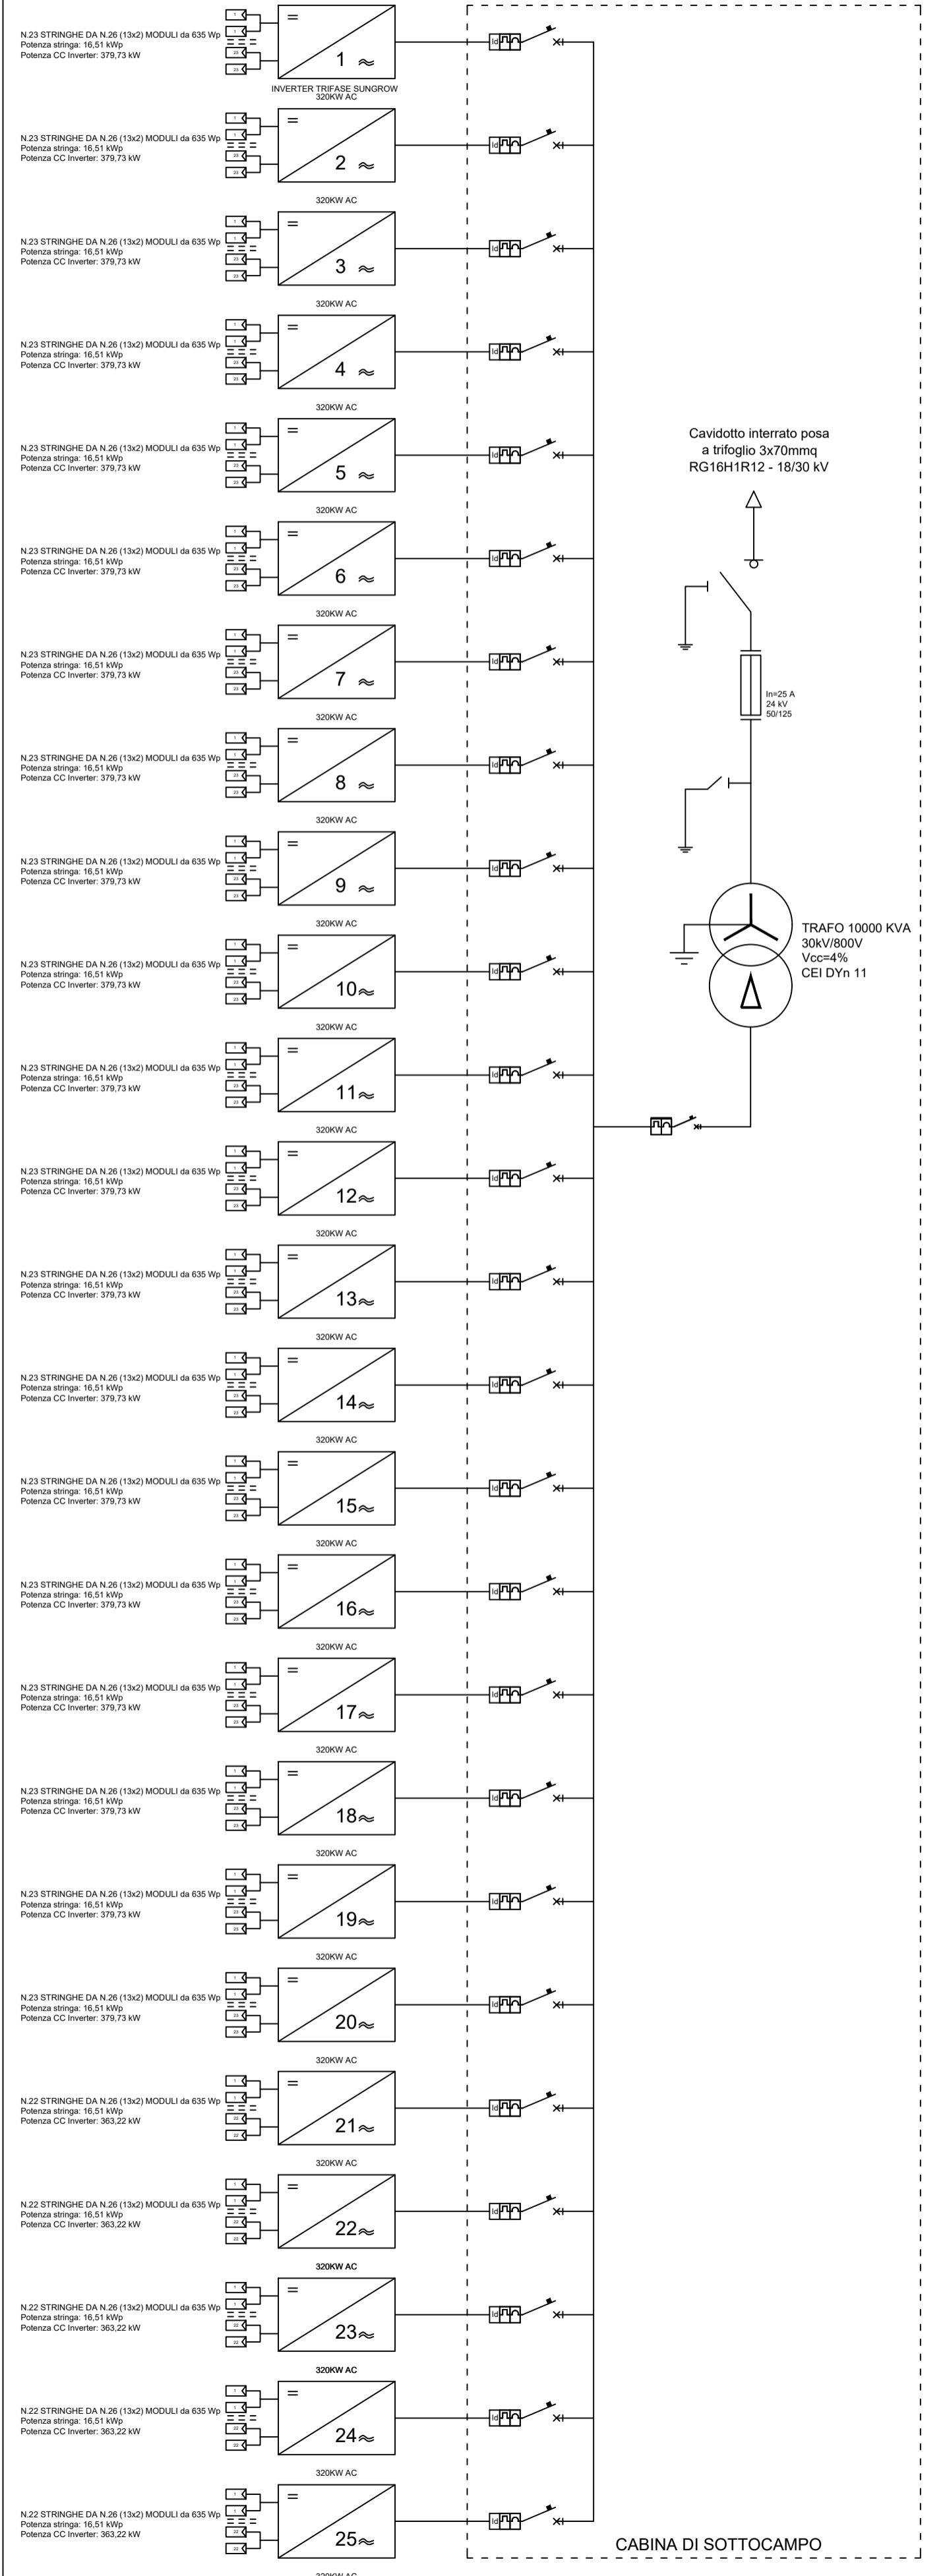 N.23 STRINGHE DA N.26 (13x2) MODULI da 635 Wp
Potenza stringa: 16,51 kWp
Potenza CC Inverter: 379,73 kW
1
Id
INVERTER TRIFASE SUNGROW
320KW AC
N.23 STRINGHE DA N.26 (13x2) MODULI da 635 Wp
Potenza stringa: 16,51 kWp
Potenza CC Inverter: 379,73 kW
2
Id
320KW AC
N.23 STRINGHE DA N.26 (13x2) MODULI da 635 Wp
Potenza stringa: 16,51 kWp
Potenza CC Inverter: 379,73 kW
3
Id
320KW AC
N.23 STRINGHE DA N.26 (13x2) MODULI da 635 Wp
Potenza stringa: 16,51 kWp
Potenza CC Inverter: 379,73 kW
4
Id
320KW AC
N.23 STRINGHE DA N.26 (13x2) MODULI da 635 Wp
Potenza stringa: 16,51 kWp
Potenza CC Inverter: 379,73 kW
5
Id
320KW AC
N.23 STRINGHE DA N.26 (13x2) MODULI da 635 Wp
Potenza stringa: 16,51 kWp
Potenza CC Inverter: 379,73 kW
6
Id
320KW AC
N.23 STRINGHE DA N.26 (13x2) MODULI da 635 Wp
Potenza stringa: 16,51 kWp
Potenza CC Inverter: 379,73 kW
7
Id
320KW AC
N.23 STRINGHE DA N.26 (13x2) MODULI da 635 Wp
Potenza stringa: 16,51 kWp
Potenza CC Inverter: 379,73 kW
8
Id
320KW AC
N.23 STRINGHE DA N.26 (13x2) MODULI da 635 Wp
Potenza stringa: 16,51 kWp
Potenza CC Inverter: 379,73 kW
9
Id
320KW AC
N.23 STRINGHE DA N.26 (13x2) MODULI da 635 Wp
Potenza stringa: 16,51 kWp
Potenza CC Inverter: 379,73 kW
10
Id
320KW AC
N.23 STRINGHE DA N.26 (13x2) MODULI da 635 Wp
Potenza stringa: 16,51 kWp
Potenza CC Inverter: 379,73 kW
11
Id
320KW AC
N.23 STRINGHE DA N.26 (13x2) MODULI da 635 Wp
Potenza stringa: 16,51 kWp
Potenza CC Inverter: 379,73 kW
12
Id
320KW AC
N.23 STRINGHE DA N.26 (13x2) MODULI da 635 Wp
Potenza stringa: 16,51 kWp
Potenza CC Inverter: 379,73 kW
13
Id
320KW AC
N.23 STRINGHE DA N.26 (13x2) MODULI da 635 Wp
Potenza stringa: 16,51 kWp
Potenza CC Inverter: 379,73 kW
14
Id
320KW AC
N.23 STRINGHE DA N.26 (13x2) MODULI da 635 Wp
Potenza stringa: 16,51 kWp
Potenza CC Inverter: 379,73 kW
15
Id
320KW AC
N.23 STRINGHE DA N.26 (13x2) MODULI da 635 Wp
Potenza stringa: 16,51 kWp
Potenza CC Inverter: 379,73 kW
16
Id
320KW AC
N.23 STRINGHE DA N.26 (13x2) MODULI da 635 Wp
Potenza stringa: 16,51 kWp
Potenza CC Inverter: 379,73 kW
17
Id
320KW AC
N.23 STRINGHE DA N.26 (13x2) MODULI da 635 Wp
Potenza stringa: 16,51 kWp
Potenza CC Inverter: 379,73 kW
18
Id
320KW AC
N.23 STRINGHE DA N.26 (13x2) MODULI da 635 Wp
Potenza stringa: 16,51 kWp
Potenza CC Inverter: 379,73 kW
19
Id
320KW AC
N.23 STRINGHE DA N.26 (13x2) MODULI da 635 Wp
Potenza stringa: 16,51 kWp
Potenza CC Inverter: 379,73 kW
20
Id
320KW AC
N.22 STRINGHE DA N.26 (13x2) MODULI da 635 Wp
Potenza stringa: 16,51 kWp
Potenza CC Inverter: 363,22 kW
21
Id
320KW AC
N.22 STRINGHE DA N.26 (13x2) MODULI da 635 Wp
Potenza stringa: 16,51 kWp
Potenza CC Inverter: 363,22 kW
22
Id
320KW AC
N.22 STRINGHE DA N.26 (13x2) MODULI da 635 Wp
Potenza stringa: 16,51 kWp
Potenza CC Inverter: 363,22 kW
23
Id
320KW AC
N.22 STRINGHE DA N.26 (13x2) MODULI da 635 Wp
Potenza stringa: 16,51 kWp
Potenza CC Inverter: 363,22 kW
24
Id
320KW AC
N.22 STRINGHE DA N.26 (13x2) MODULI da 635 Wp
Potenza stringa: 16,51 kWp
Potenza CC Inverter: 363,22 kW
25
Id
320KW AC
Cavidotto interrato posa
a trifoglio 3x70mmq
RG16H1R12 - 18/30 kV
In=25 A
24 kV
50/125
TRAFO 10000 KVA
30kV/800V
Vcc=4%
CEI DYn 11
CABINA DI SOTTOCAMPO